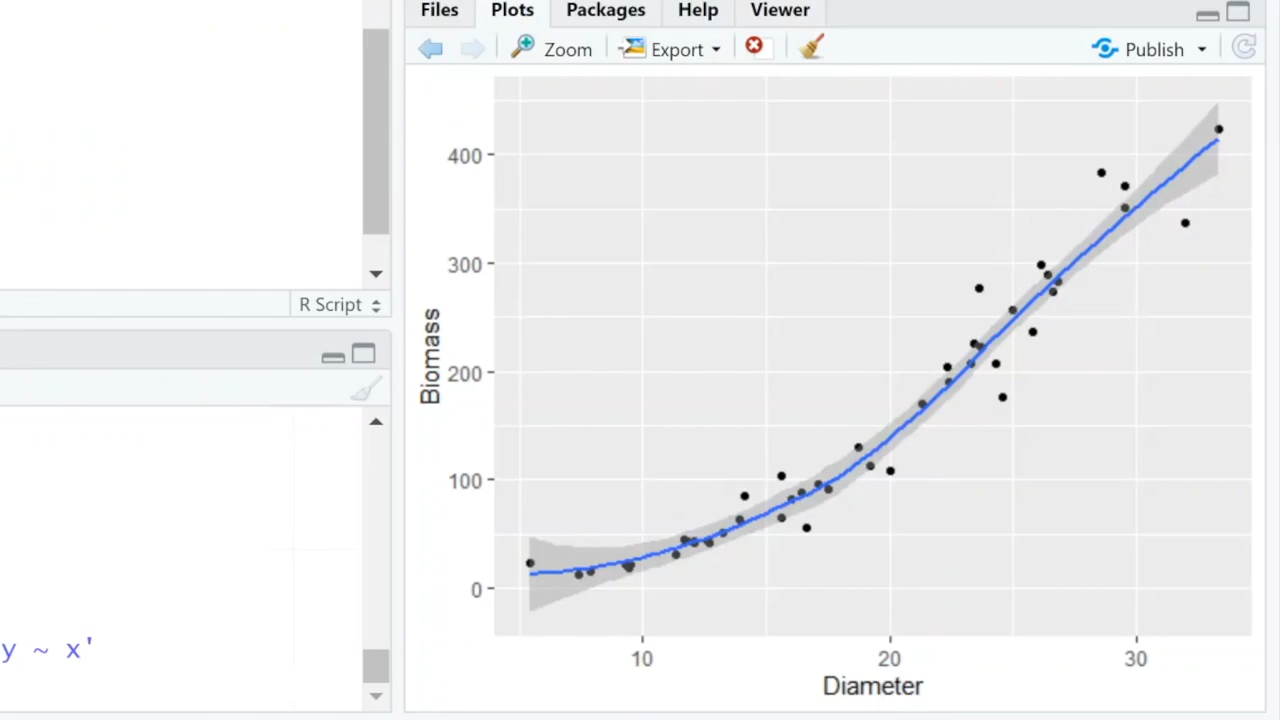 Files Plots Packages Help Viewer
Zoom Export Publish
R Script
y ~ x'
400
300
200
100
0
Biomass
10 20 30
Diameter